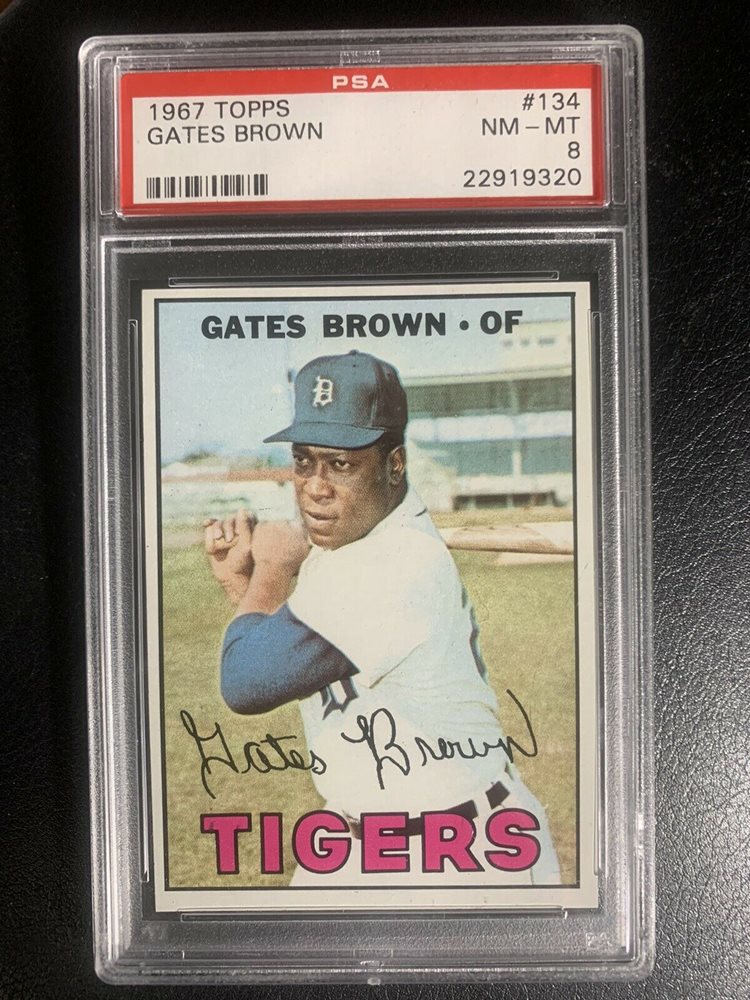 PSA
1967 TOPPS #134
GATES BROWN NM - MT
8
22919320
GATES BROWN • OF
D
D
Gates Brown
TIGERS